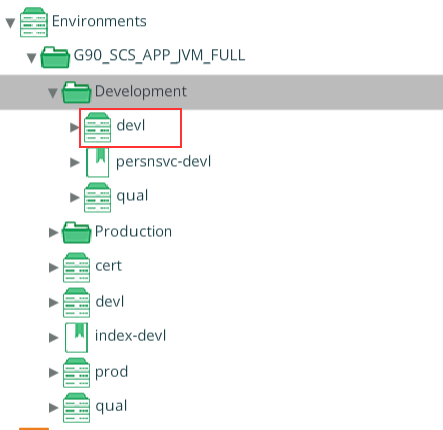 Environments
G90_SCS_APP_JVM_FULL
Development
devl
persnsvc-devl
qual
Production
cert
devl
index-devl
prod
qual